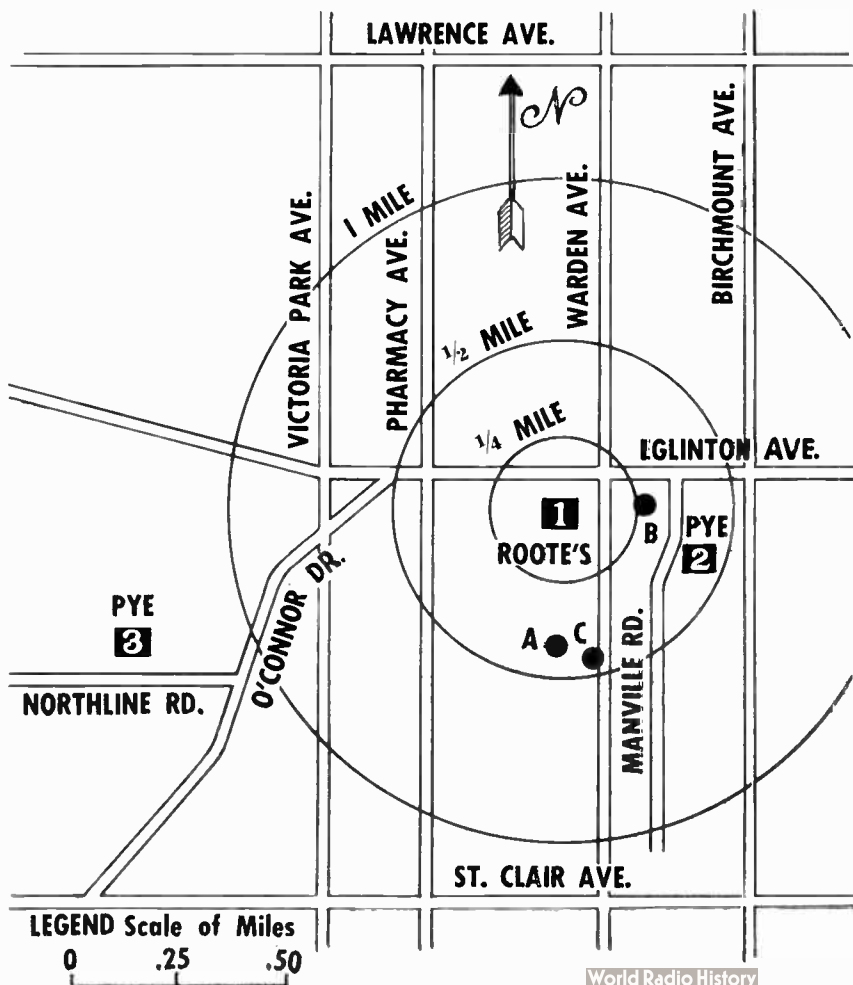 LAWRENCE AVE.
N
VICTORIA PARK AVE.
1 MILE
PHARMACY AVE.
WARDEN AVE.
BIRCHMOUNT AVE.
1/2 MILE
1/4 MILE
EGLINTON AVE.
1
ROOTE'S
B
PYE
2
PYE
3
O'CONNOR DR.
A
C
MANVILLE RD.
NORTHLINE RD.
ST. CLAIR AVE.
LEGEND Scale of Miles
0 .25 .50
World Radio History